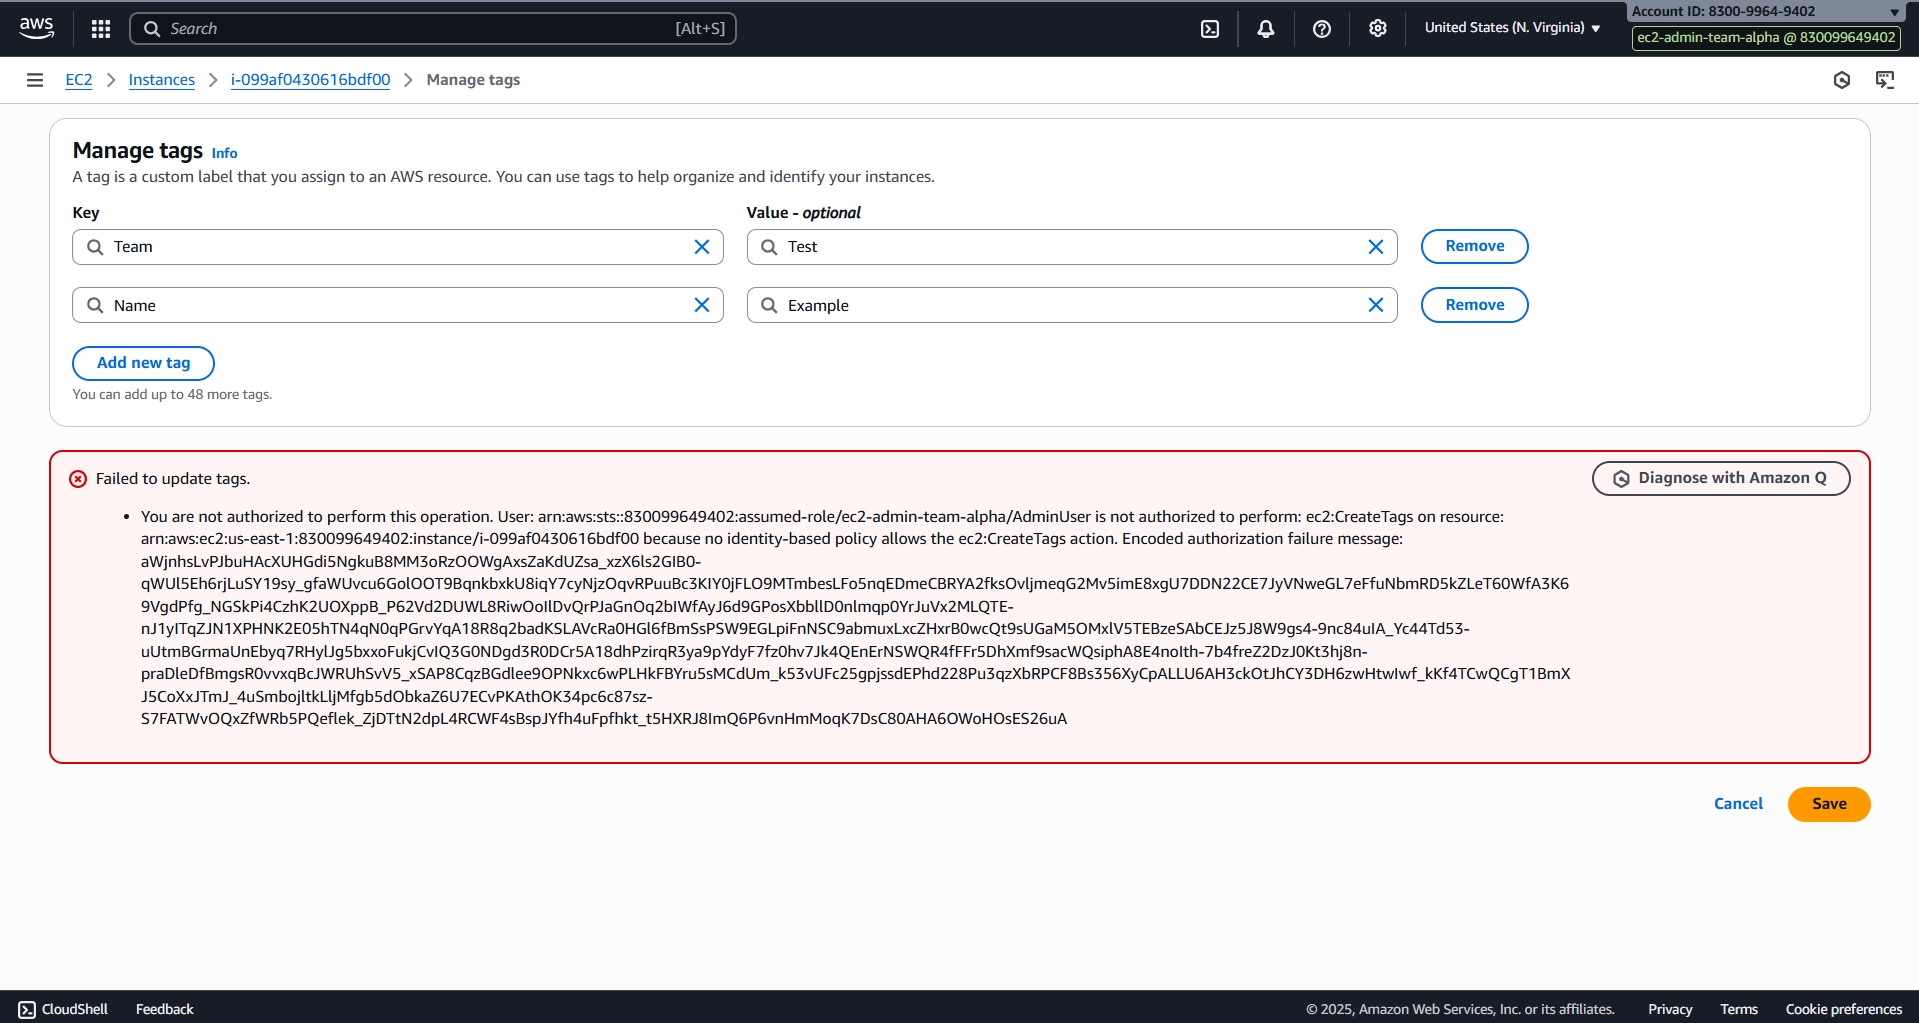 aws
Search
[Alt+S]
United States (N. Virginia)
Account ID: 8300-9964-9402
ec2-admin-team-alpha @ 830099649402
EC2
Instances
i-099af0430616bdf00
Manage tags
Manage tags
Info
A tag is a custom label that you assign to an AWS resource. You can use tags to help organize and identify your instances.
Key
Value - optional
Team
Test
Remove
Name
Example
Remove
Add new tag
You can add up to 48 more tags.
Failed to update tags.
Diagnose with Amazon Q
• You are not authorized to perform this operation. User: arn:aws:sts::830099649402:assumed-role/ec2-admin-team-alpha/AdminUser is not authorized to perform: ec2:CreateTags on resource:
arn:aws:ec2:us-east-1:830099649402:instance/i-099af0430616bdf00 because no identity-based policy allows the ec2:CreateTags action. Encoded authorization failure message:
aWjnhsLvPJbuHAcXUHGdi5NgkuB8MM3oRzOOWgAxsZaKdUZsa_xzX6ls2GIB0-
qWUl5Eh6rjLuSY19sy_gfaWUvcu6GolOOT9BqnkbxkU8iqY7cyNjzOqvRPuuBc3KIY0jFLO9MTmbesLFo5nqEDmeCBRYA2fksOvljmeqG2Mv5imE8xgU7DDN22CE7JyVNweGL7eFfuNbmRD5kZLeT60WfA3K6
9VgdPfg_NGSkPi4CzhK2UOXppB_P62Vd2DUWL8RiwOoIlDvQrPJaGnOq2bIWfAyJ6d9GPosXbbllD0nlmqp0YrJuVx2MLQTE-
nJ1yITqZJN1XPHNK2E05hTN4qN0qPGrvYqA18R8q2badKSLAVcRa0HGl6fBmSsPSW9EGLpiFnNSC9abmuxLxcZHxrB0wcQt9sUGaM5OMxlV5TEBzeSAbCEJz5J8W9gs4-9nc84uIA_Yc44Td53-
uUtmBGrmaUnEbyq7RHylJg5bxxoFukjCvIQ3G0NDgd3R0DCr5A18dhPzirqR3ya9pYdyF7fz0hv7Jk4QEnErNSWQR4fFFr5DhXmf9sacWQsiphA8E4noIth-7b4freZ2DzJ0Kt3hj8n-
praDleDfBmgsR0vvxqBcJWRUhSvV5_xSAP8CqzBGdlee9OPNkxc6wPLHkFBYru5sMCdUm_k53vUFc25gpjssdEPhd228Pu3qzXbRPCF8Bs356XyCpALLU6AH3ckOtJhCY3DH6zwHtwIwf_kKf4TCwQCgT1BmX
J5CoXxJTmJ_4uSmbojltkLljMfgb5dObkaZ6U7ECvPKAthOK34pc6c87sz-
S7FATWvOQxZfWRb5PQeflek_ZjDTtN2dpL4RCWF4sBspJYfh4uFpfhkt_t5HXRJ8ImQ6P6vnHmMoqK7DsC80AHA6OWoHOsES26uA
Cancel
Save
CloudShell
Feedback
© 2025, Amazon Web Services, Inc. or its affiliates.
Privacy
Terms
Cookie preferences